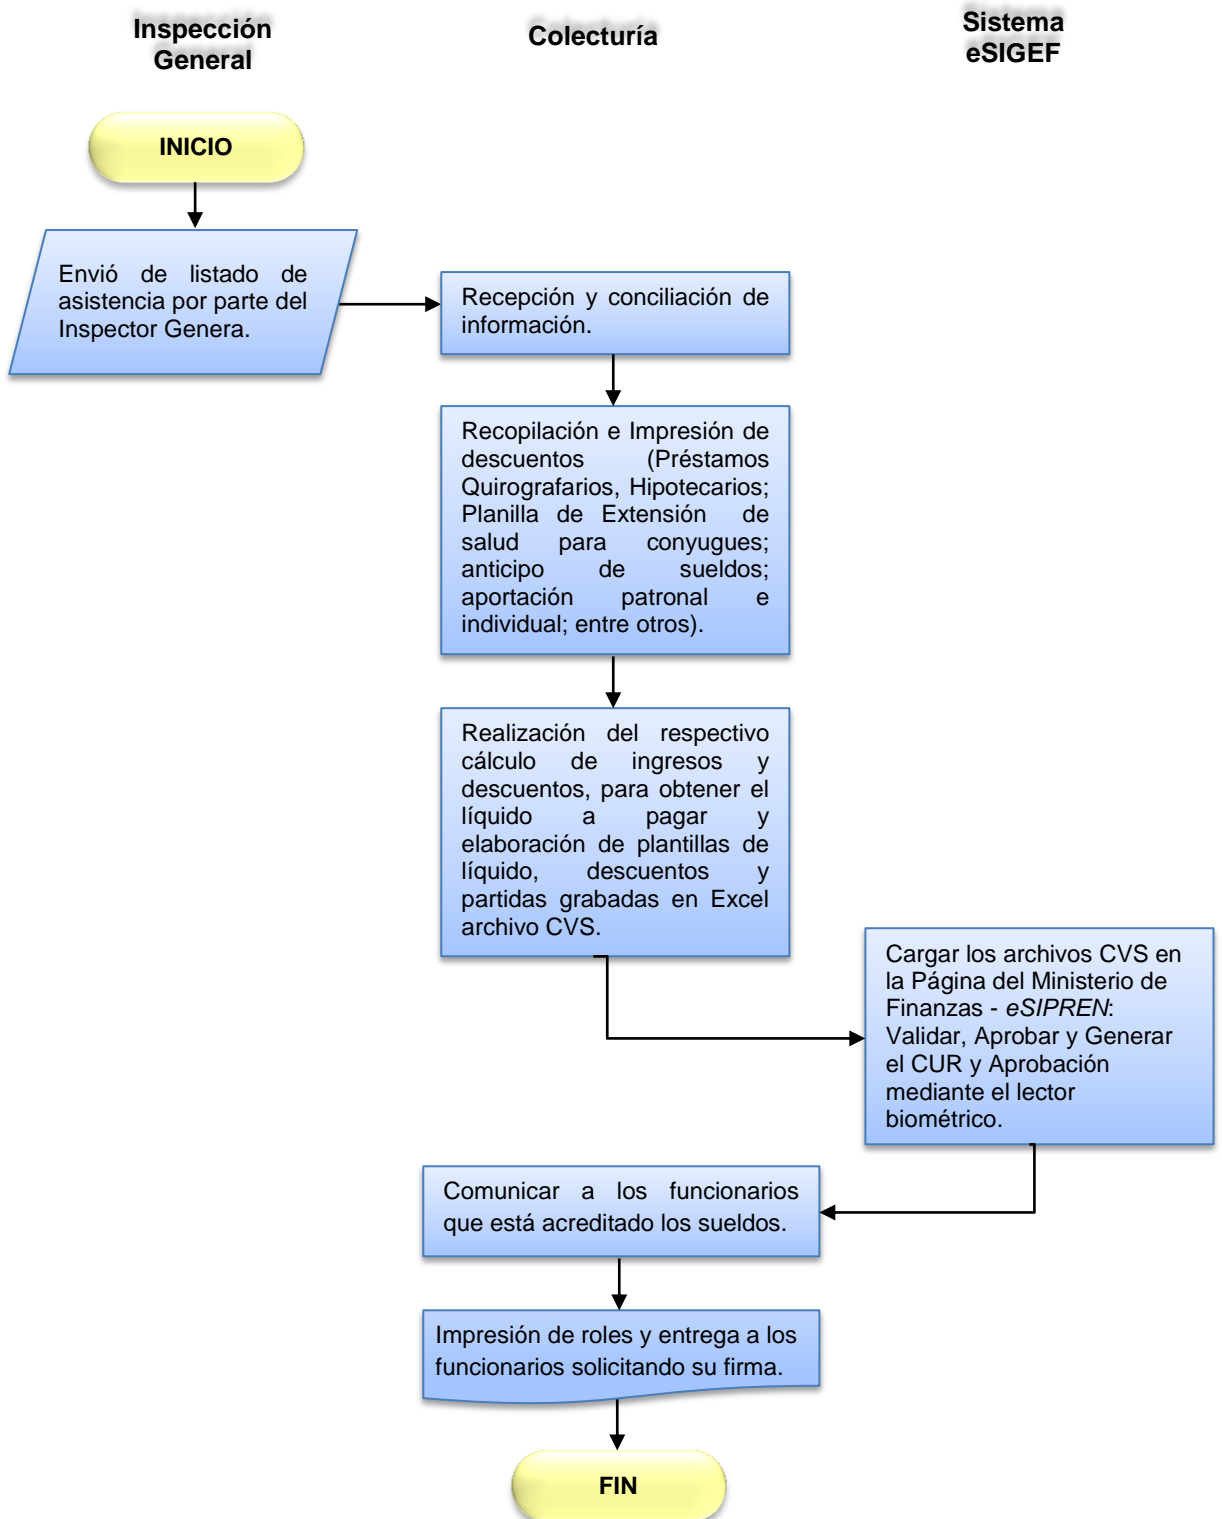 Inspección
General
Colecturía
Sistema
eSIGEF
INICIO
Envió de listado de
asistencia por parte del
Inspector Genera.
Recepción y conciliación de
información.
Recopilación e Impresión de
descuentos (Préstamos
Quirografarios, Hipotecarios;
Planilla de Extensión de
salud para conyugues;
anticipo de sueldos;
aportación patronal e
individual; entre otros).
Realización del respectivo
cálculo de ingresos y
descuentos, para obtener el
líquido a pagar y
elaboración de plantillas de
líquido, descuentos y
partidas grabadas en Excel
archivo CVS.
Cargar los archivos CVS en
la Página del Ministerio de
Finanzas - eSIPREN:
Validar, Aprobar y Generar
el CUR y Aprobación
mediante el lector
biométrico.
Comunicar a los funcionarios
que está acreditado los sueldos.
Impresión de roles y entrega a los
funcionarios solicitando su firma.
FIN